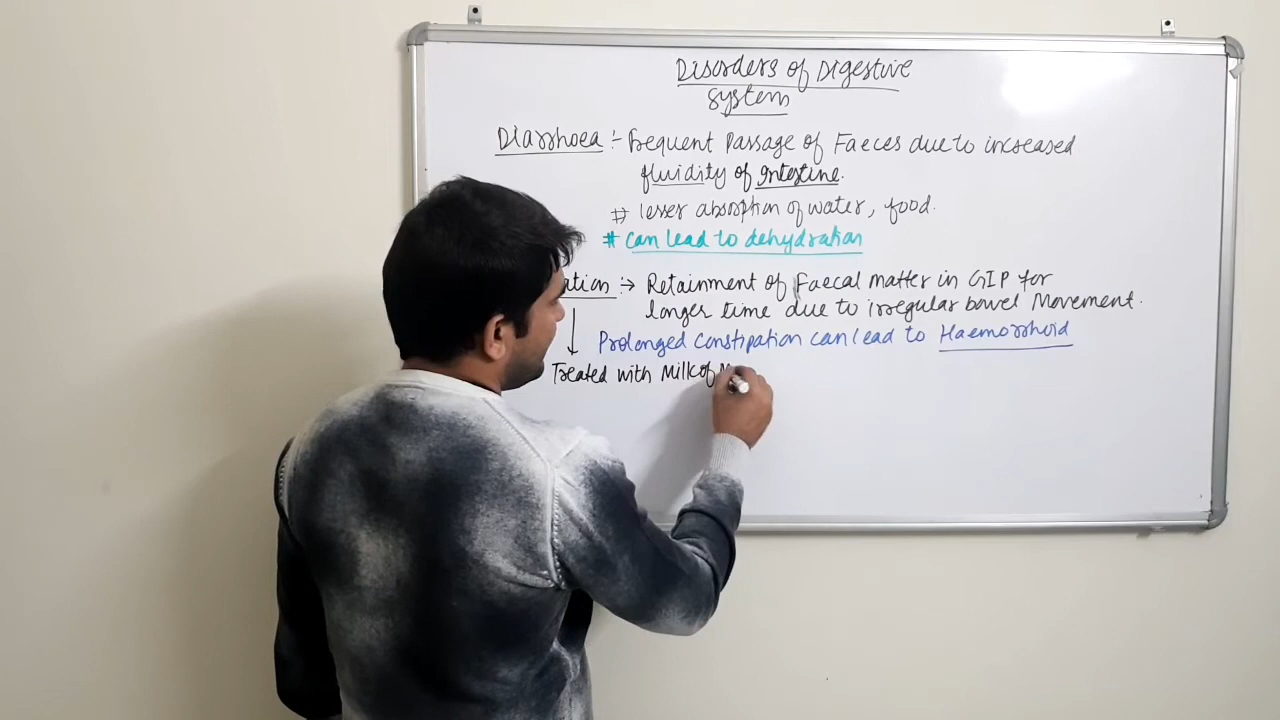 Disorders of Digestive
System
Diarrhoea :- Frequent Passage of Faeces due to increased
fluidity of Intestine.
# lesser absorption of water, food.
# Can lead to dehydration
ation :→ Retainment of Faecal matter in GIP for
longer time due to irregular bowel Movement.
Prolonged Constipation can lead to Haemorrhoid
Treated with Milk of M